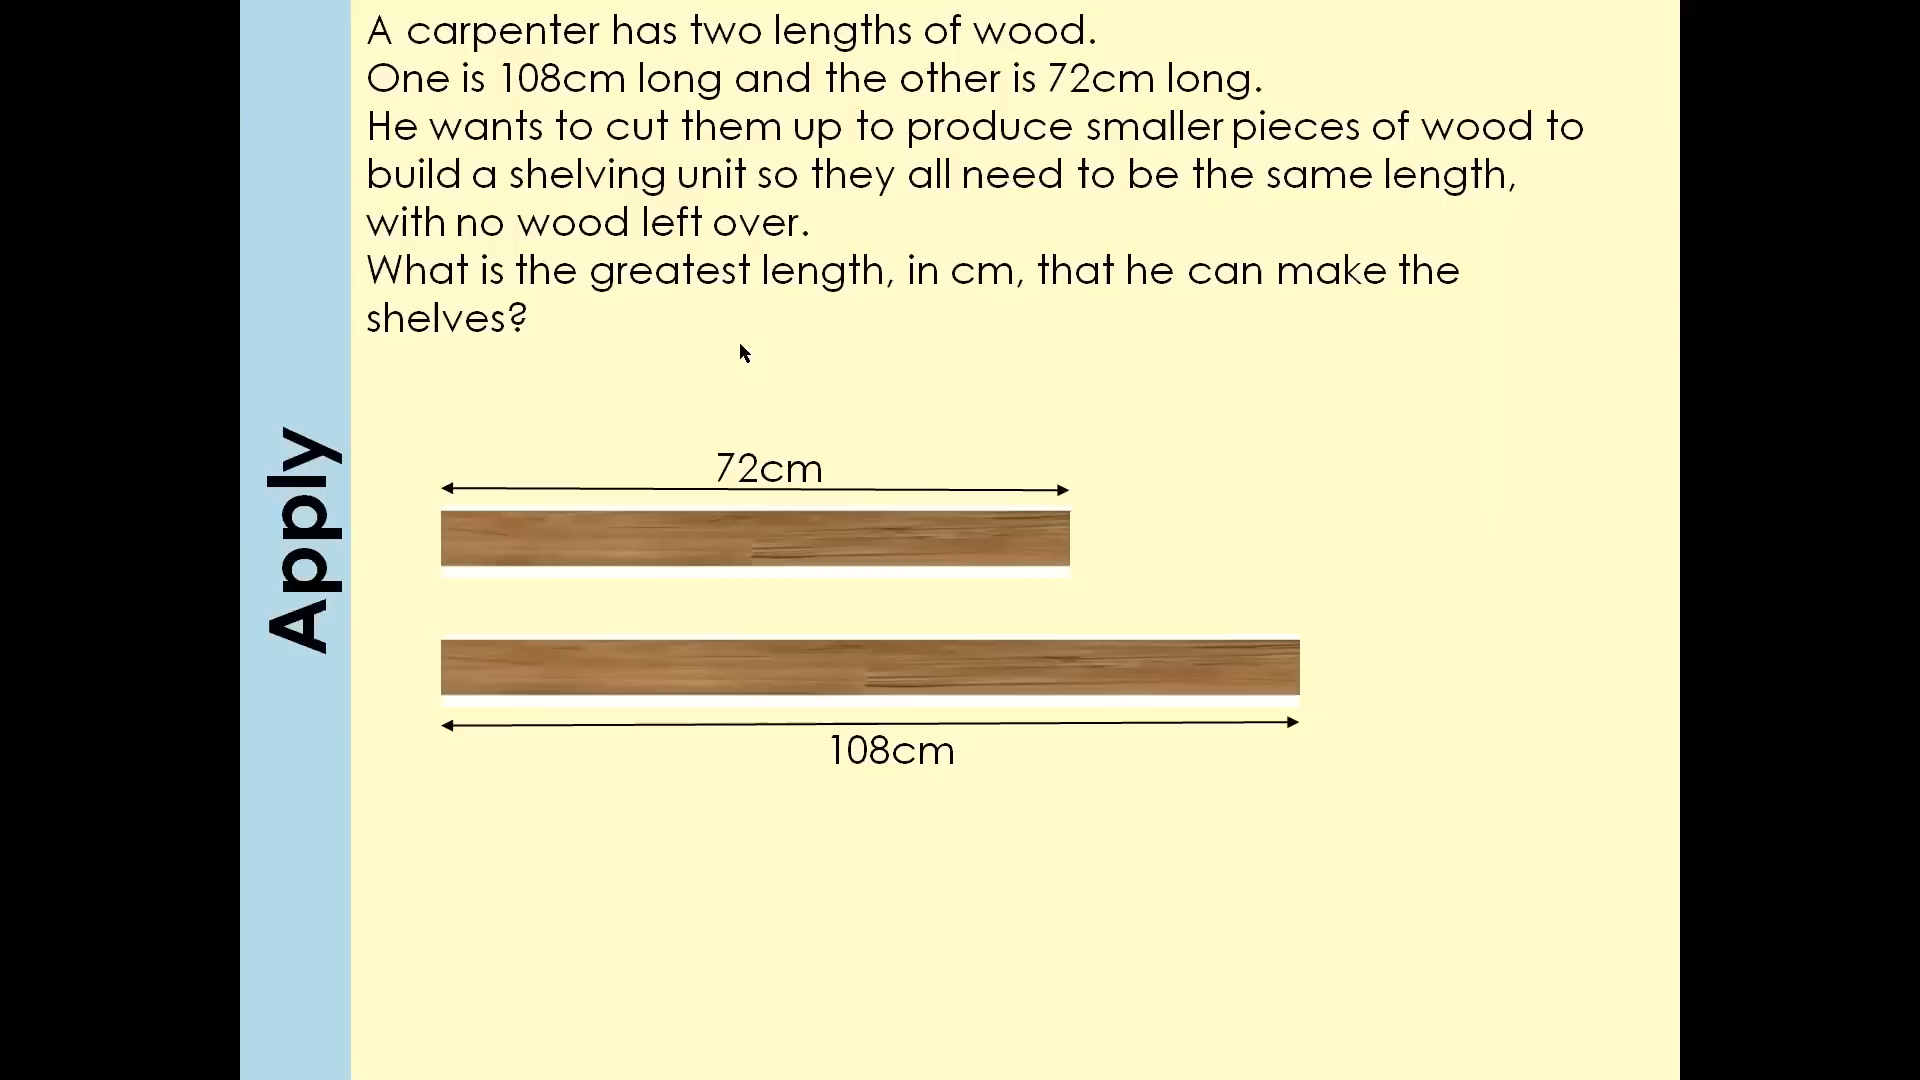 A carpenter has two lengths of wood.
One is 108cm long and the other is 72cm long.
He wants to cut them up to produce smaller pieces of wood to
build a shelving unit so they all need to be the same length,
with no wood left over.
What is the greatest length, in cm, that he can make the
shelves?
Apply
72cm
108cm